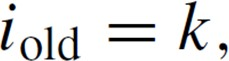 i_old = k,